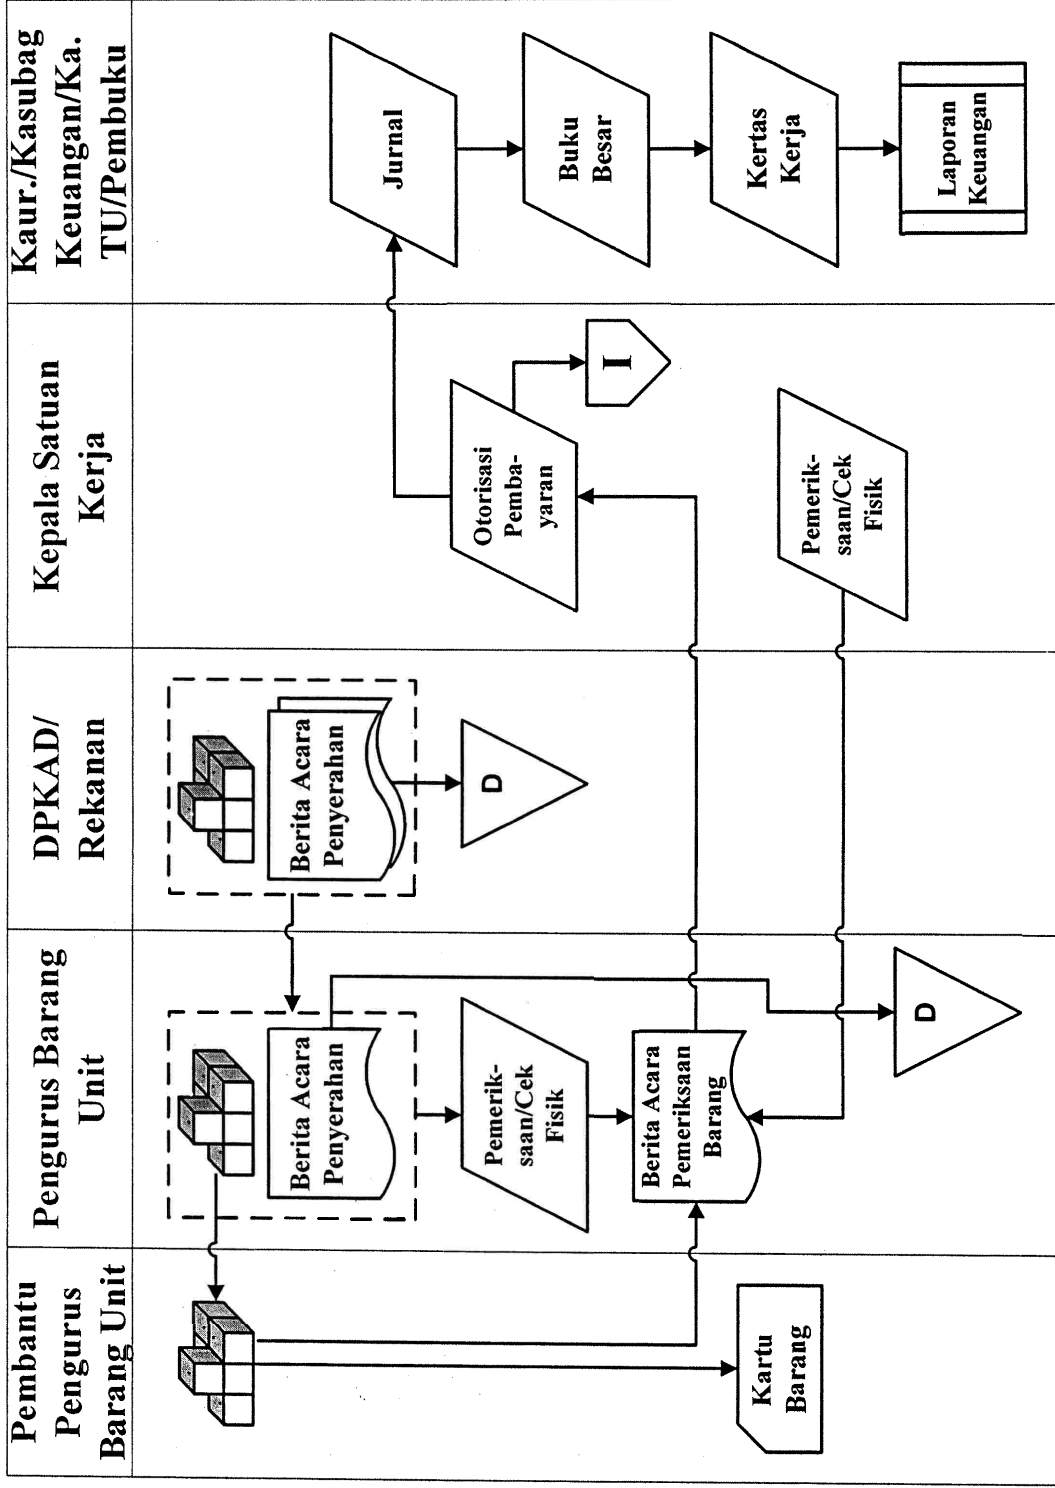 Pembantu
Pengurus
Barang Unit
Pengurus Barang
Unit
DPKAD/
Rekanan
Kepala Satuan
Kerja
Kaur./Kasubag
Keuangan/Ka.
TU/Pembuku
Kartu
Barang
Berita Acara
Penyerahan
Pemerik-
saan/Cek
Fisik
Berita Acara
Pemeriksaan
Barang
D
Berita Acara
Penyerahan
D
Otorisasi
Pemba-
yaran
I
Pemerik-
saan/Cek
Fisik
Jurnal
Buku
Besar
Kertas
Kerja
Laporan
Keuangan